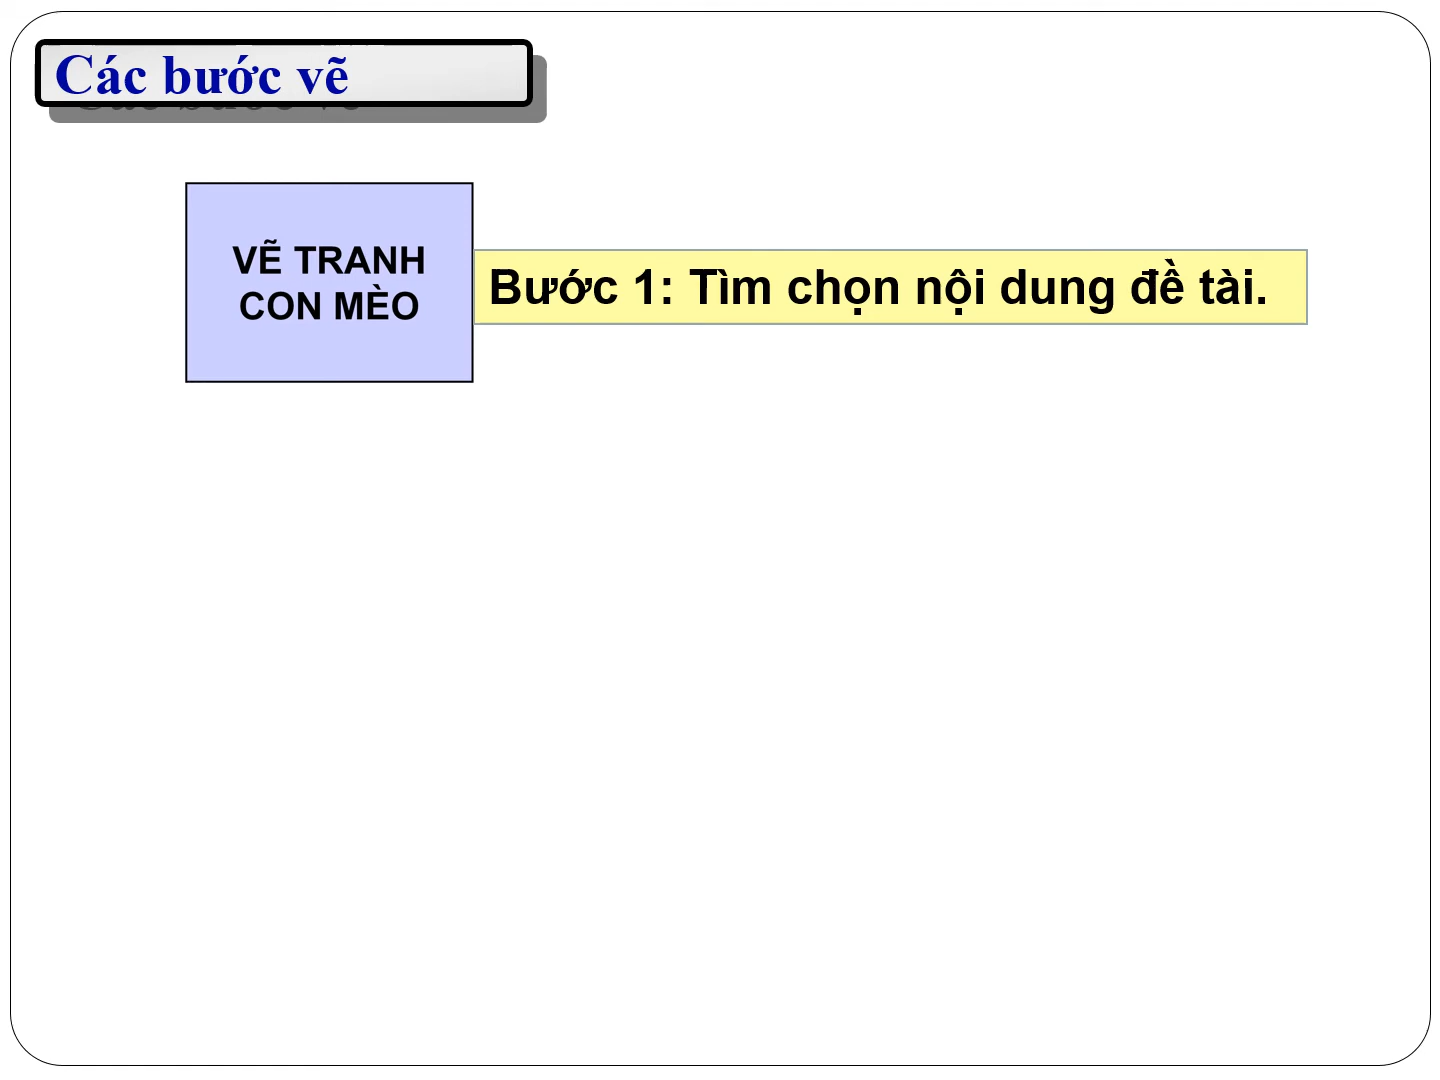 Các bước vẽ
VẼ TRANH
CON MÈO
Bước 1: Tìm chọn nội dung đề tài.